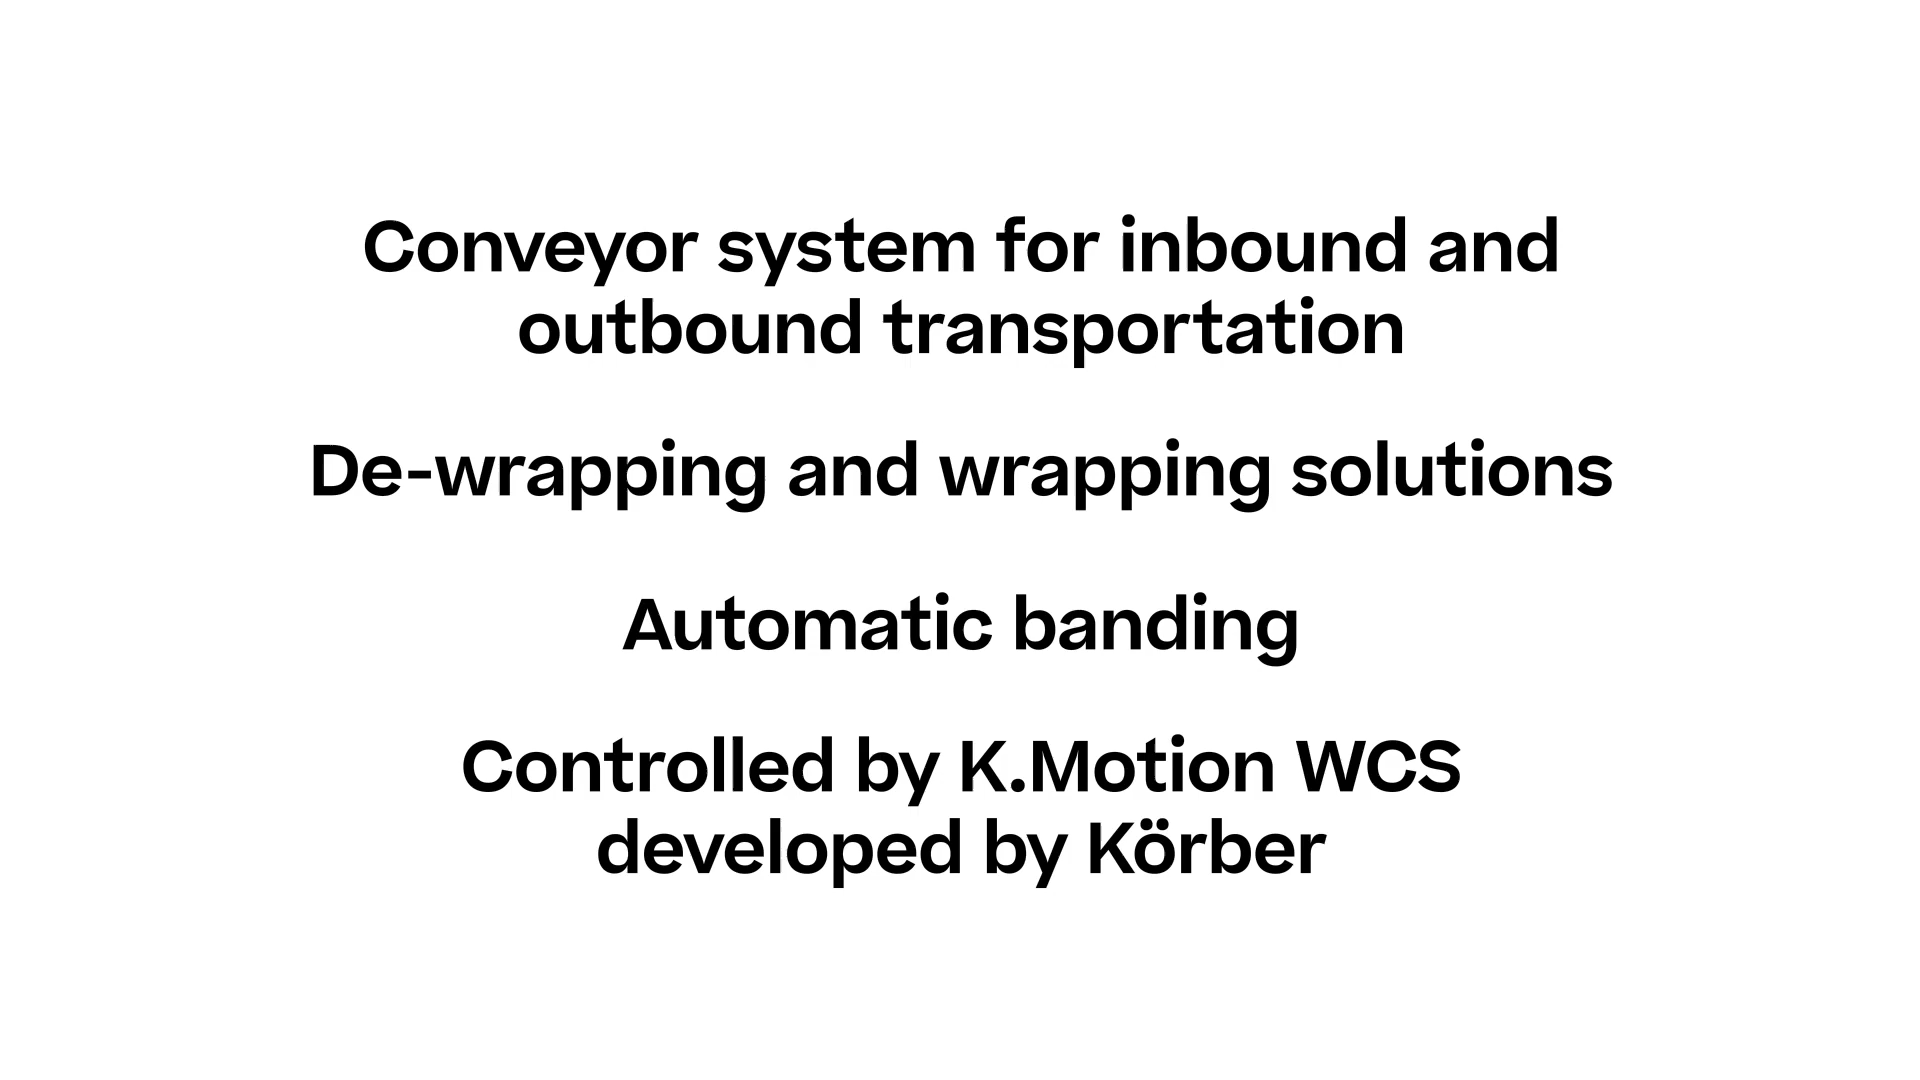 Conveyor system for inbound and
outbound transportation
De-wrapping and wrapping solutions
Automatic banding
Controlled by K.Motion WCS
developed by Körber